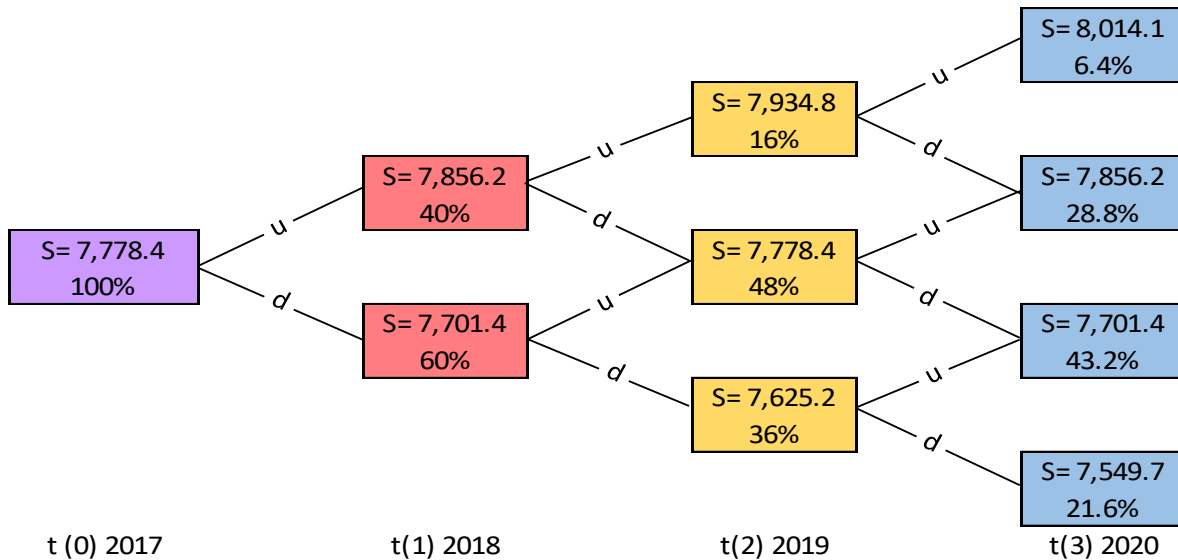 S= 8,014.1
6.4%
u
S= 7,934.8
16%
u
d
S= 7,856.2
40%
S= 7,856.2
28.8%
u
d
u
S= 7,778.4
100%
S= 7,778.4
48%
d
u
d
S= 7,701.4
60%
S= 7,701.4
43.2%
d
u
S= 7,625.2
36%
d
S= 7,549.7
21.6%
t (0) 2017
t(1) 2018
t(2) 2019
t(3) 2020